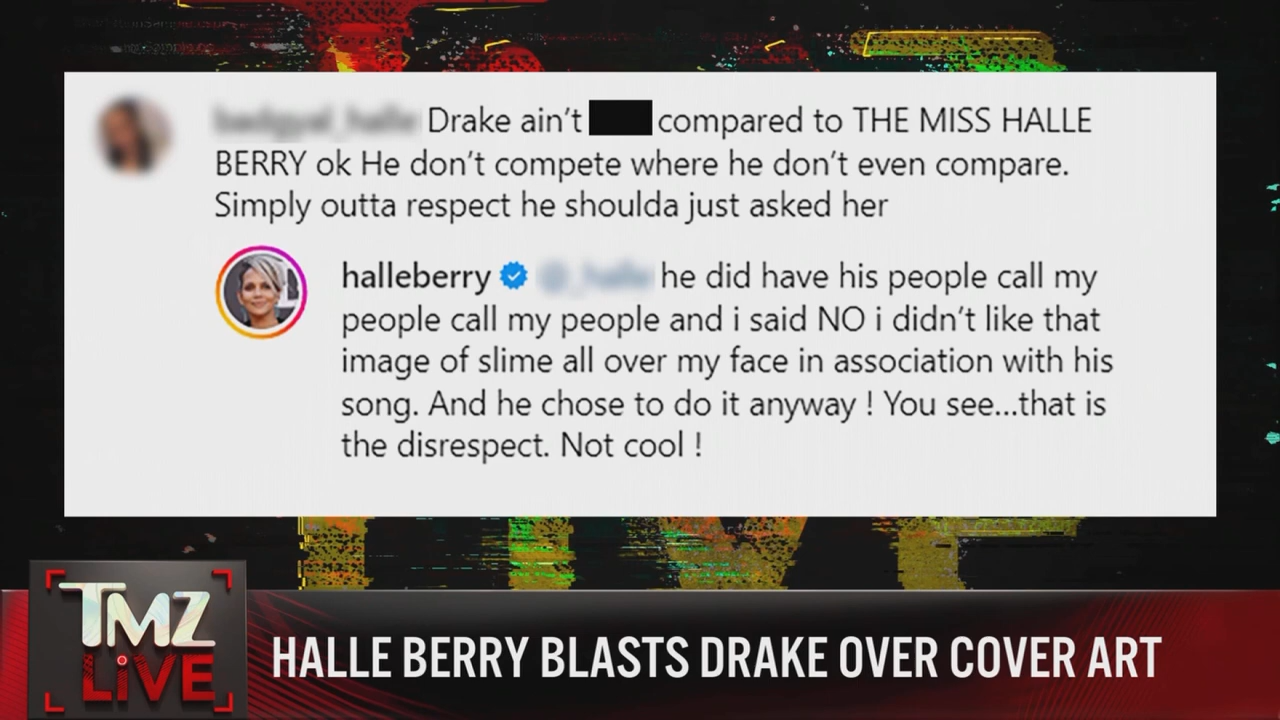 Drake ain't compared to THE MISS HALLE
BERRY ok He don't compete where he don't even compare.
Simply outta respect he shoulda just asked her
halleberry he did have his people call my
people call my people and i said NO i didn't like that
image of slime all over my face in association with his
song. And he chose to do it anyway ! You see...that is
the disrespect. Not cool !
TMZ
LiVE
HALLE BERRY BLASTS DRAKE OVER COVER ART